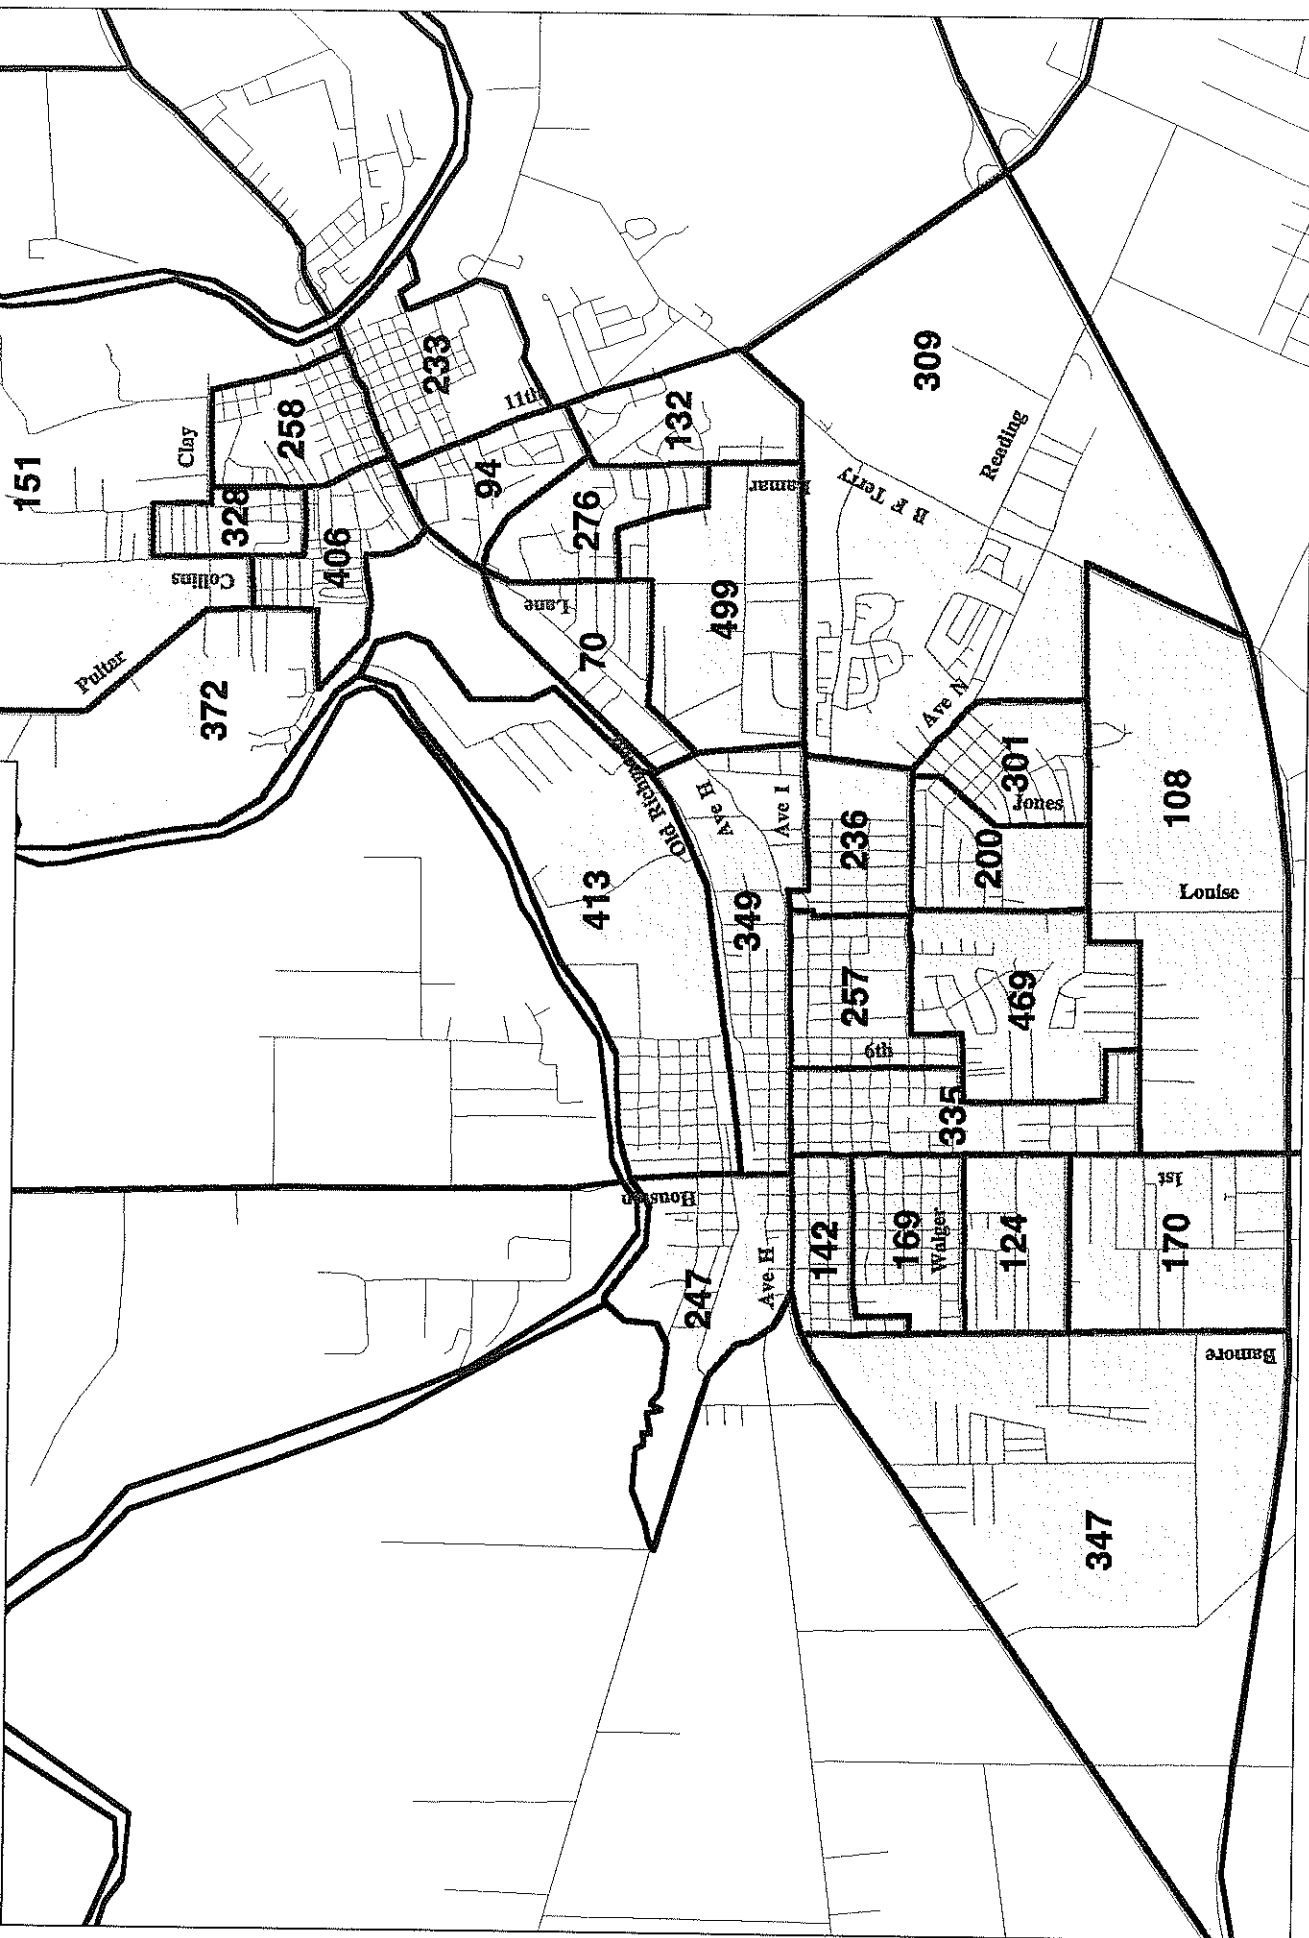 151
Clay
258
233
11th
328
406
94
132
309
Collins
276
Lamar
B F Terry
Reading
Pulter
372
Lane
70
499
Ave N
301
Jones
108
Old Richmond
Ave H
Ave I
236
200
Louise
413
349
257
469
6th
335
Houston
247
Ave H
142
169
Walger
124
1st
170
Bamore
347